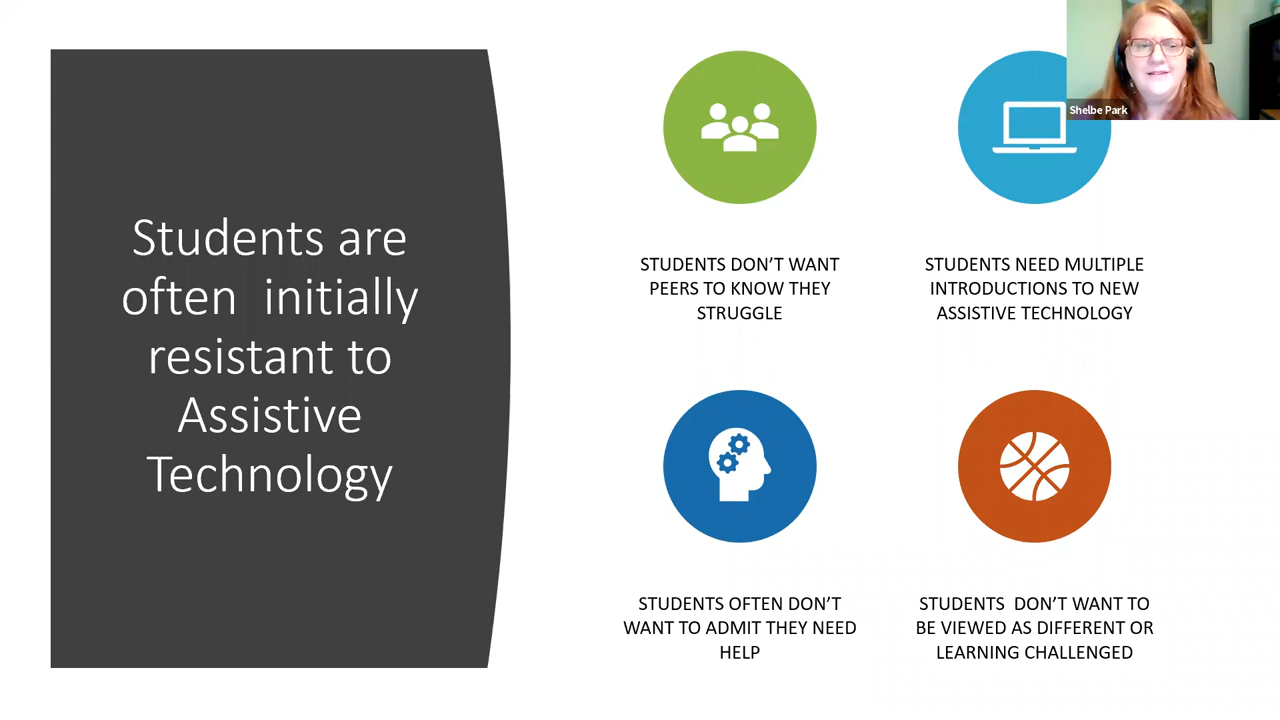 Students are
often  initially
resistant to
Assistive
Technology
STUDENTS DON’T WANT
PEERS TO KNOW THEY
STRUGGLE
Shelbe Park
STUDENTS NEED MULTIPLE
INTRODUCTIONS TO NEW
ASSISTIVE TECHNOLOGY
STUDENTS OFTEN DON’T
WANT TO ADMIT THEY NEED
HELP
STUDENTS  DON’T WANT TO
BE VIEWED AS DIFFERENT OR
LEARNING CHALLENGED